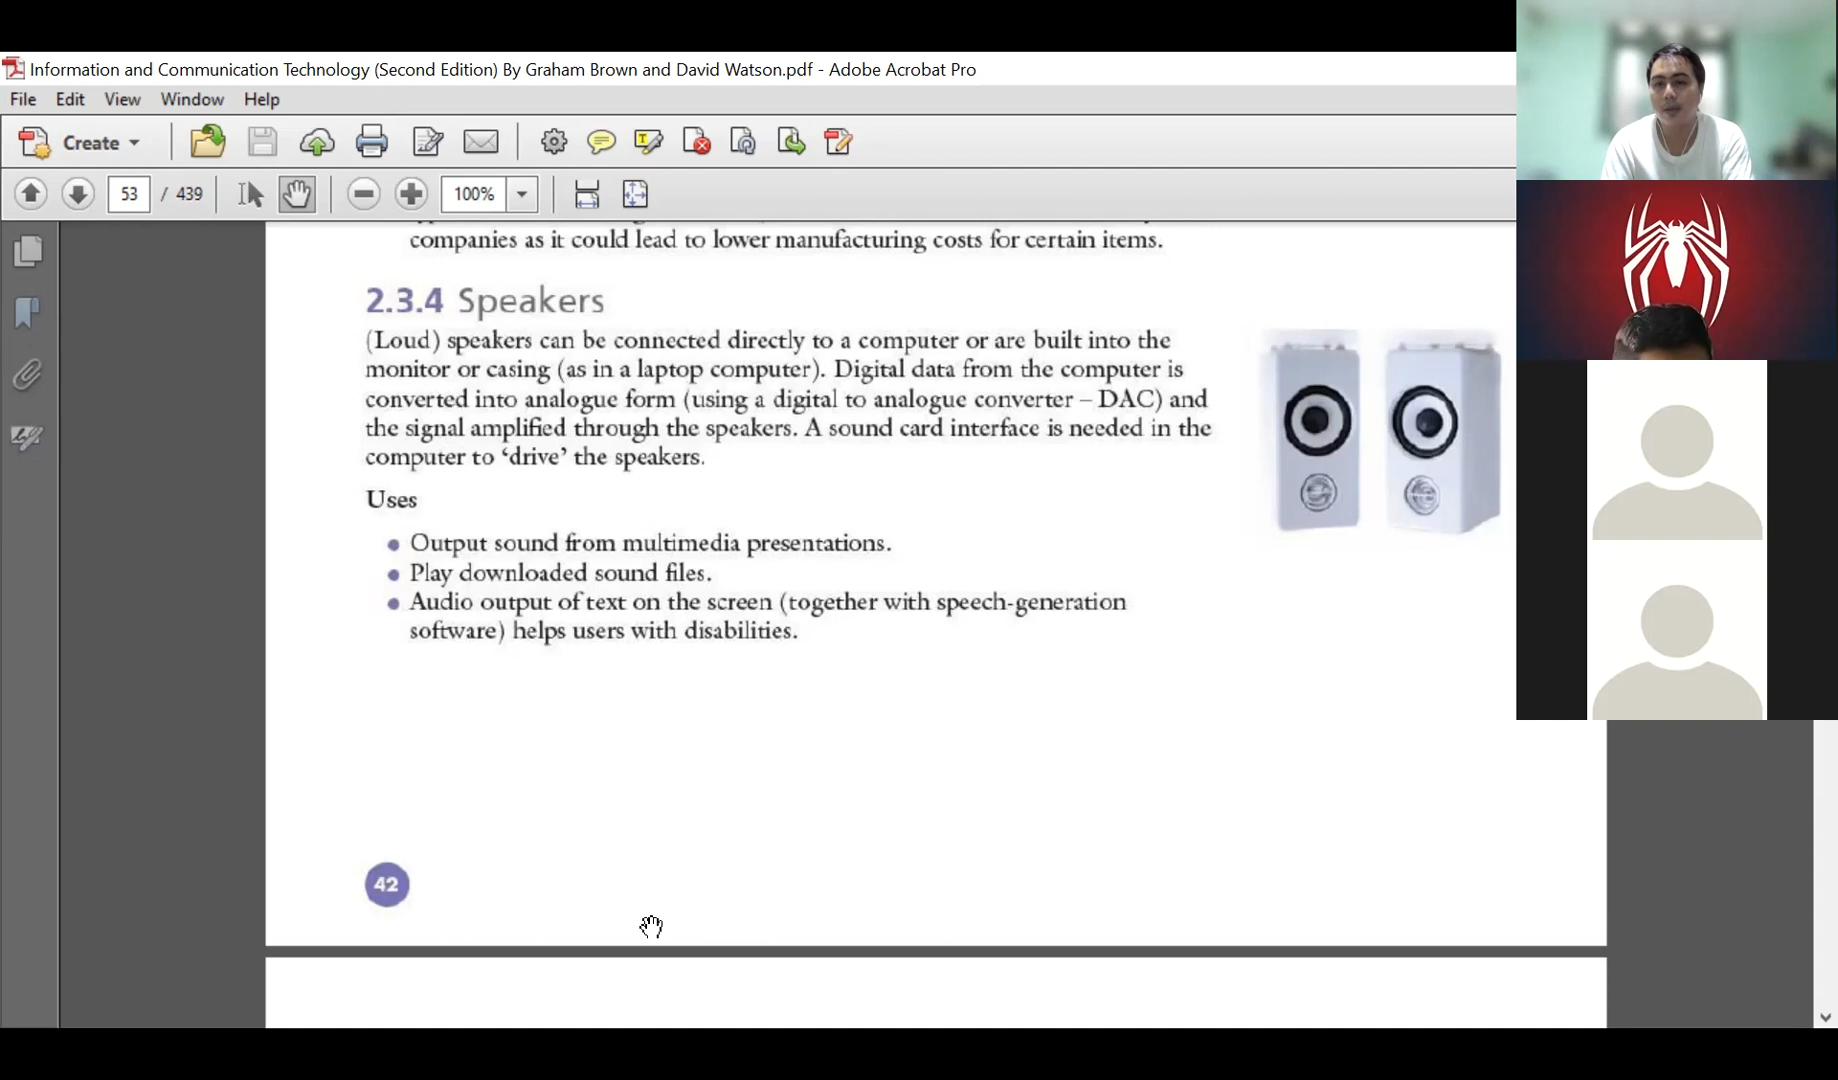 Information and Communication Technology (Second Edition) By Graham Brown and David Watson.pdf - Adobe Acrobat Pro
File Edit View Window Help
Create
53 / 439 100%
companies as it could lead to lower manufacturing costs for certain items.
2.3.4 Speakers
(Loud) speakers can be connected directly to a computer or are built into the
monitor or casing (as in a laptop computer). Digital data from the computer is
converted into analogue form (using a digital to analogue converter – DAC) and
the signal amplified through the speakers. A sound card interface is needed in the
computer to ‘drive’ the speakers.
Uses
● Output sound from multimedia presentations.
● Play downloaded sound files.
● Audio output of text on the screen (together with speech-generation
software) helps users with disabilities.
42